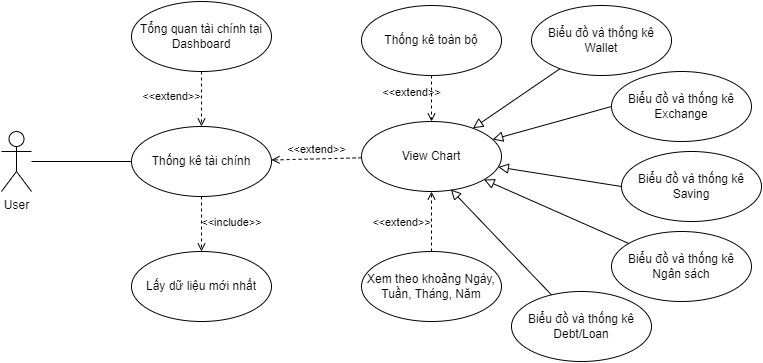 Tổng quan tài chính tại
Dashboard
Thống kê toàn bộ
Biểu đồ và thống kê
Wallet
<<extend>>
<<extend>>
Biểu đồ và thống kê
Exchange
User
Thống kê tài chính
<<extend>>
View Chart
Biểu đồ và thống kê
Saving
<<include>>
<<extend>>
Biểu đồ và thống kê
Ngân sách
Lấy dữ liệu mới nhất
Xem theo khoảng Ngày,
Tuần, Tháng, Năm
Biểu đồ và thống kê
Debt/Loan